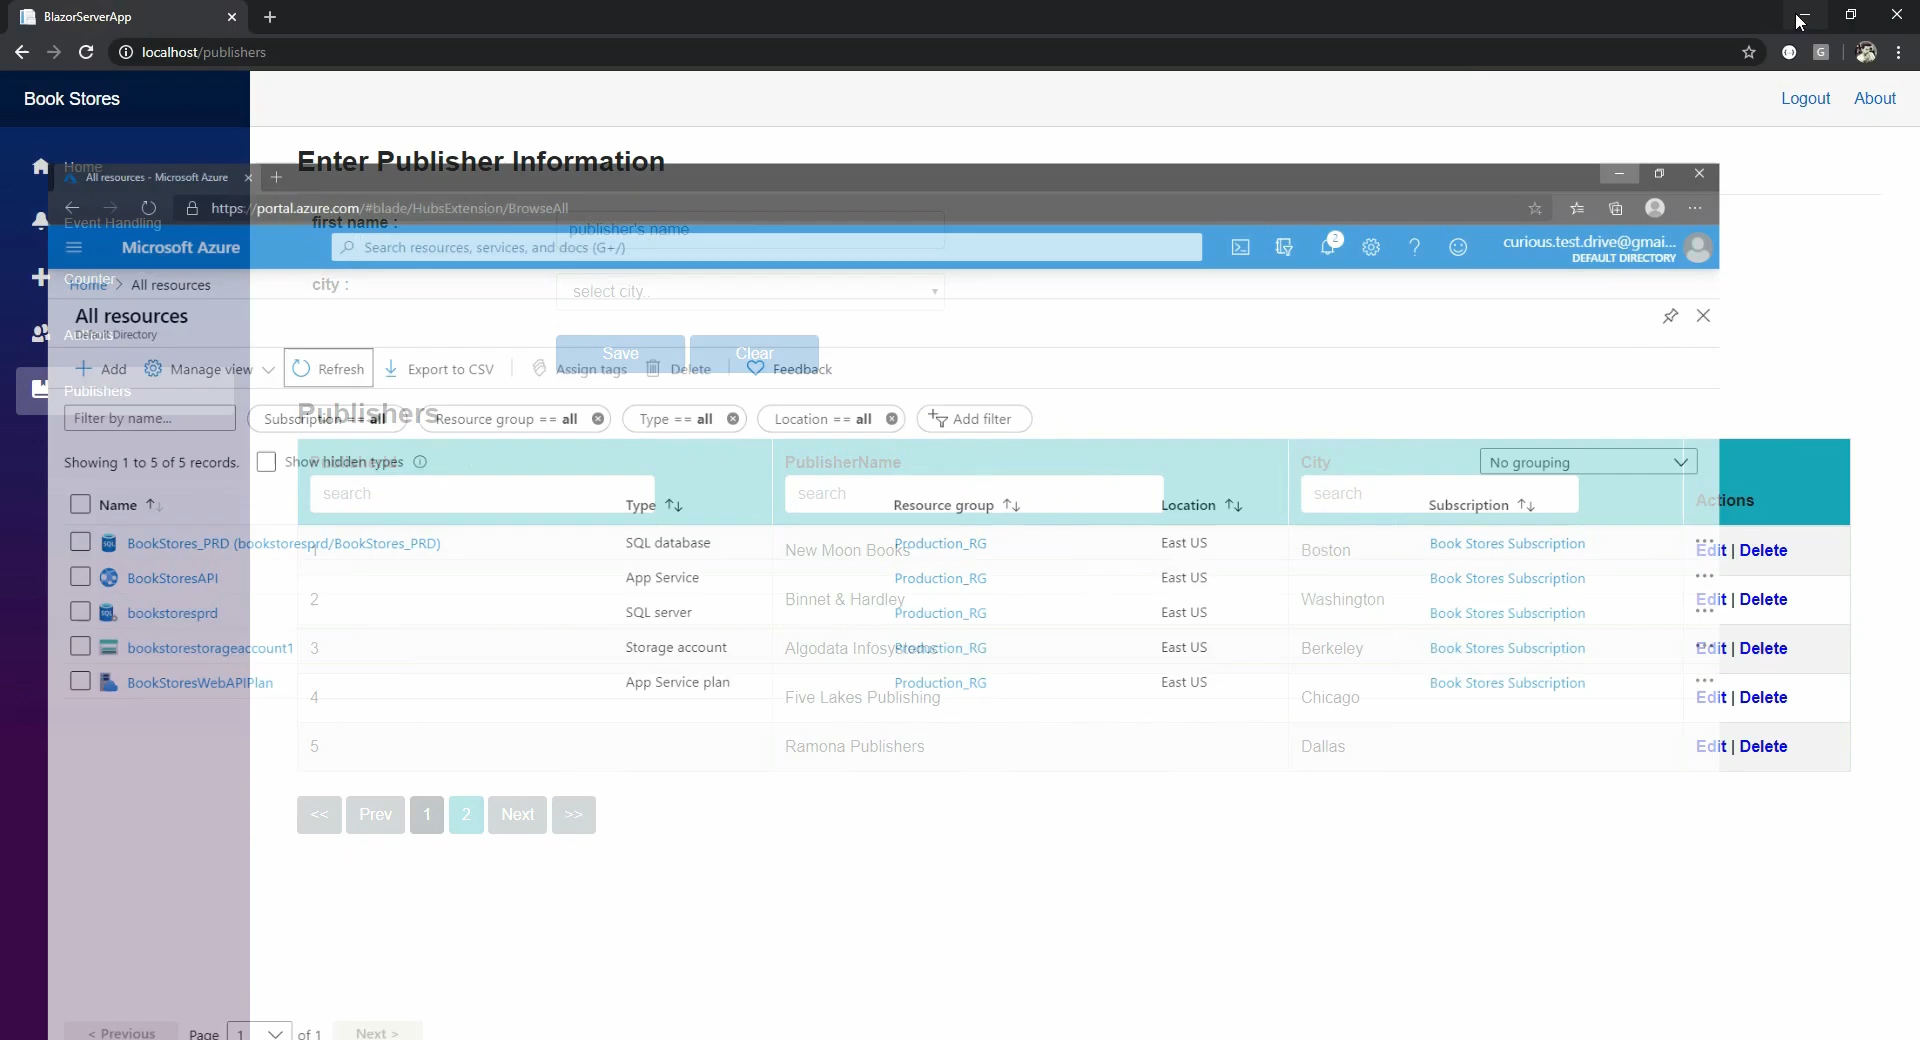 BlazorServerApp
localhost/publishers
Book Stores
Logout About
Enter Publisher Information
Home
All resources - Microsoft Azure
https://portal.azure.com/#blade/HubsExtension/BrowseAll
Event Handling
first name :
publisher's name
Microsoft Azure
Search resources, services, and docs (G+/)
2
curious.test.drive@gmai...
DEFAULT DIRECTORY
Counter
Home > All resources
city :
select city..
All resources
Default Directory
Save Clear
Add Manage view Refresh Export to CSV Assign tags Delete Feedback
Publishers
Publishers
Filter by name...
Subscription == all Resource group == all Type == all Location == all Add filter
Showing 1 to 5 of 5 records. Show hidden types
PublisherName City
No grouping
search search search
Actions
Name Type Resource group Location Subscription
BookStores_PRD (bookstoresprd/BookStores_PRD) SQL database Production_RG East US Book Stores Subscription
1 New Moon Books Boston Edit | Delete
BookStoresAPI App Service Production_RG East US Book Stores Subscription
2 Binnet & Hardley Washington Edit | Delete
bookstoresprd SQL server Production_RG East US Book Stores Subscription
bookstorestorageaccount1 Storage account Production_RG East US Book Stores Subscription
3 Algodata Infosystems Berkeley Edit | Delete
BookStoresWebAPIPlan App Service plan Production_RG East US Book Stores Subscription
4 Five Lakes Publishing Chicago Edit | Delete
5 Ramona Publishers Dallas Edit | Delete
<< Prev 1 2 Next >>
< Previous Page 1 of 1 Next >